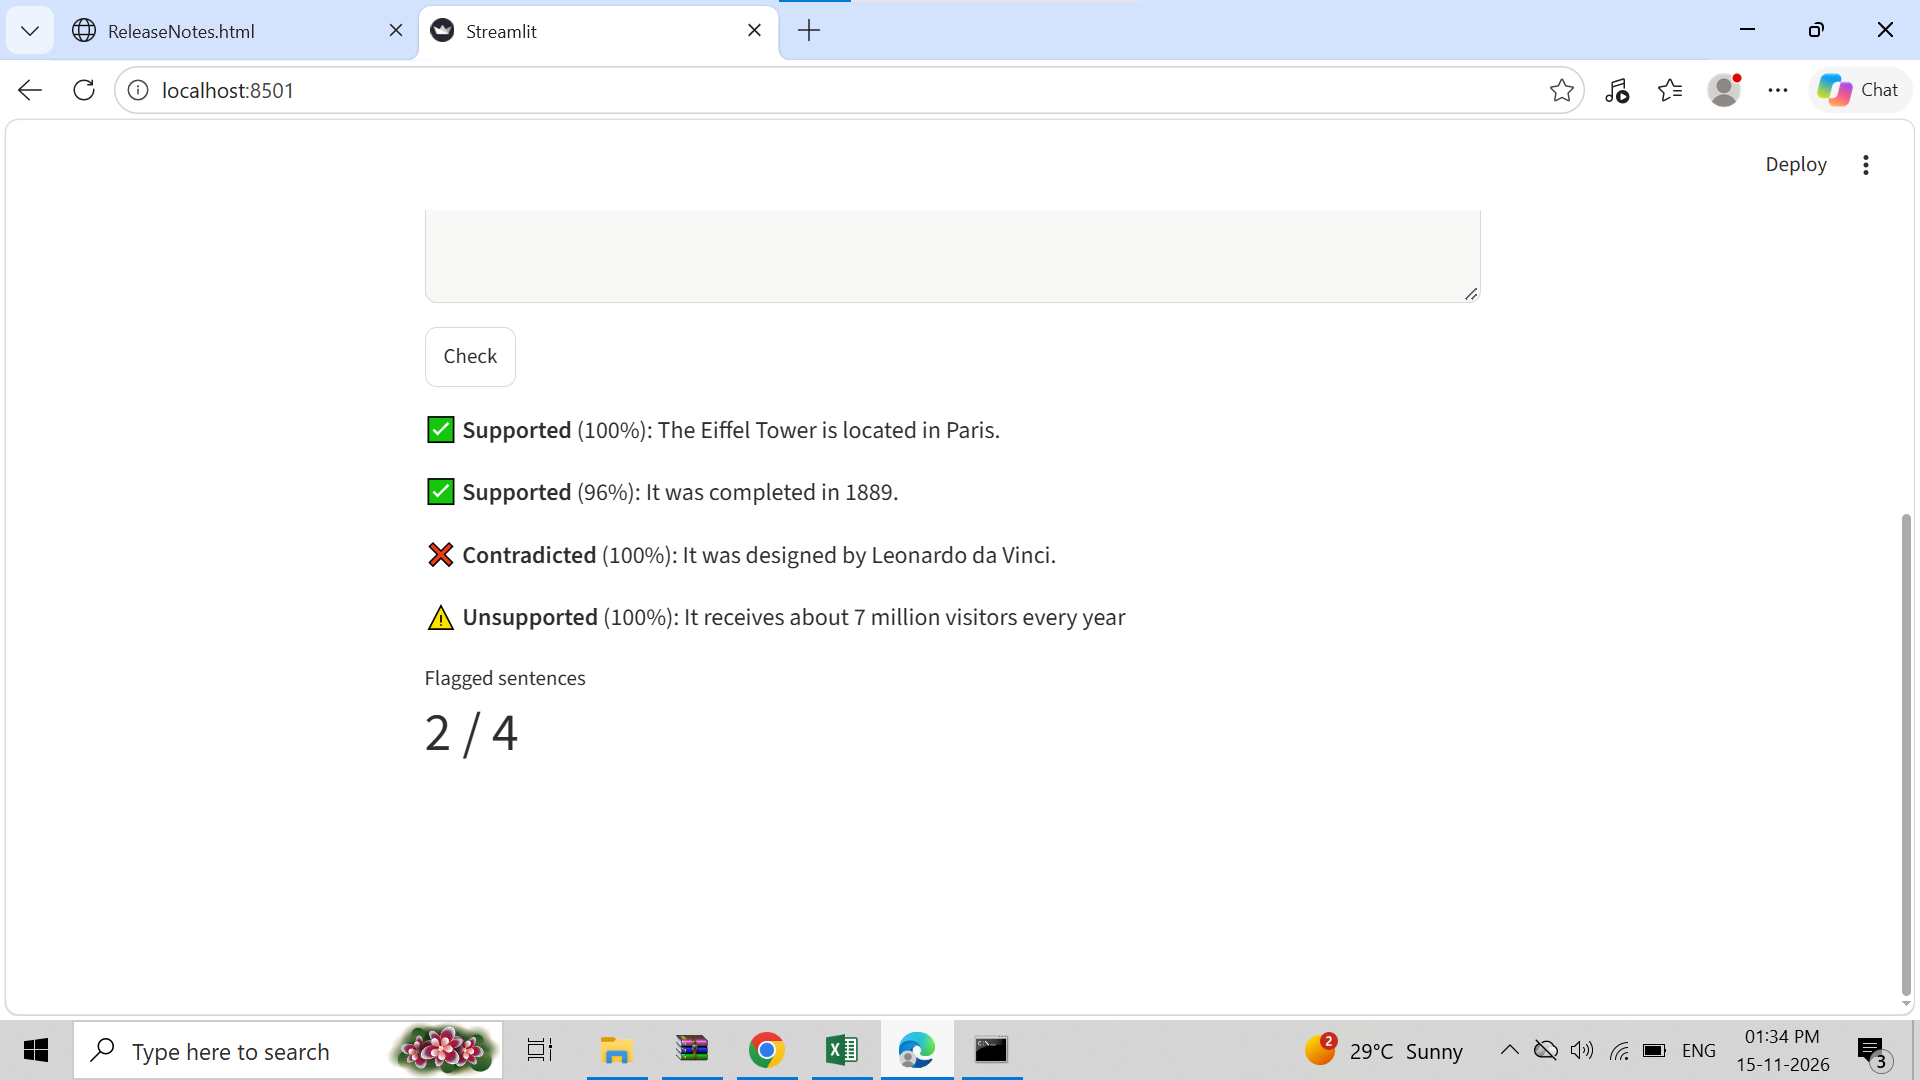 ReleaseNotes.html
Streamlit
localhost:8501
Chat
Deploy
Check
Supported (100%): The Eiffel Tower is located in Paris.
Supported (96%): It was completed in 1889.
Contradicted (100%): It was designed by Leonardo da Vinci.
Unsupported (100%): It receives about 7 million visitors every year
Flagged sentences
2 / 4
Type here to search
2
29°C Sunny
ENG
01:34 PM
15-11-2026
3